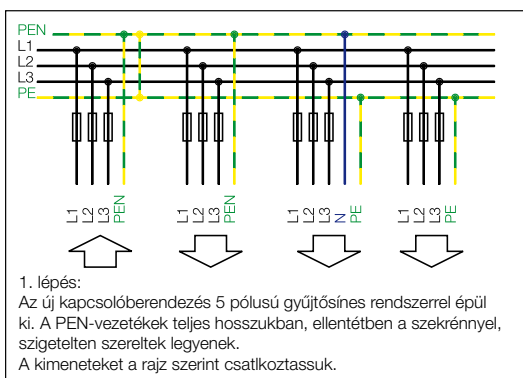 PEN
L1
L2
L3
PE
L1 L2 L3 PEN L1 L2 L3 PEN L1 L2 L3 N PE L1 L2 L3 PE
1. lépés:
Az új kapcsolóberendezés 5 pólusú gyűjtősínes rendszerrel épül
ki. A PEN-vezetékek teljes hosszukban, ellentétben a szekrénnyel,
szigetelten szereltek legyenek.
A kimeneteket a rajz szerint csatlkoztassuk.